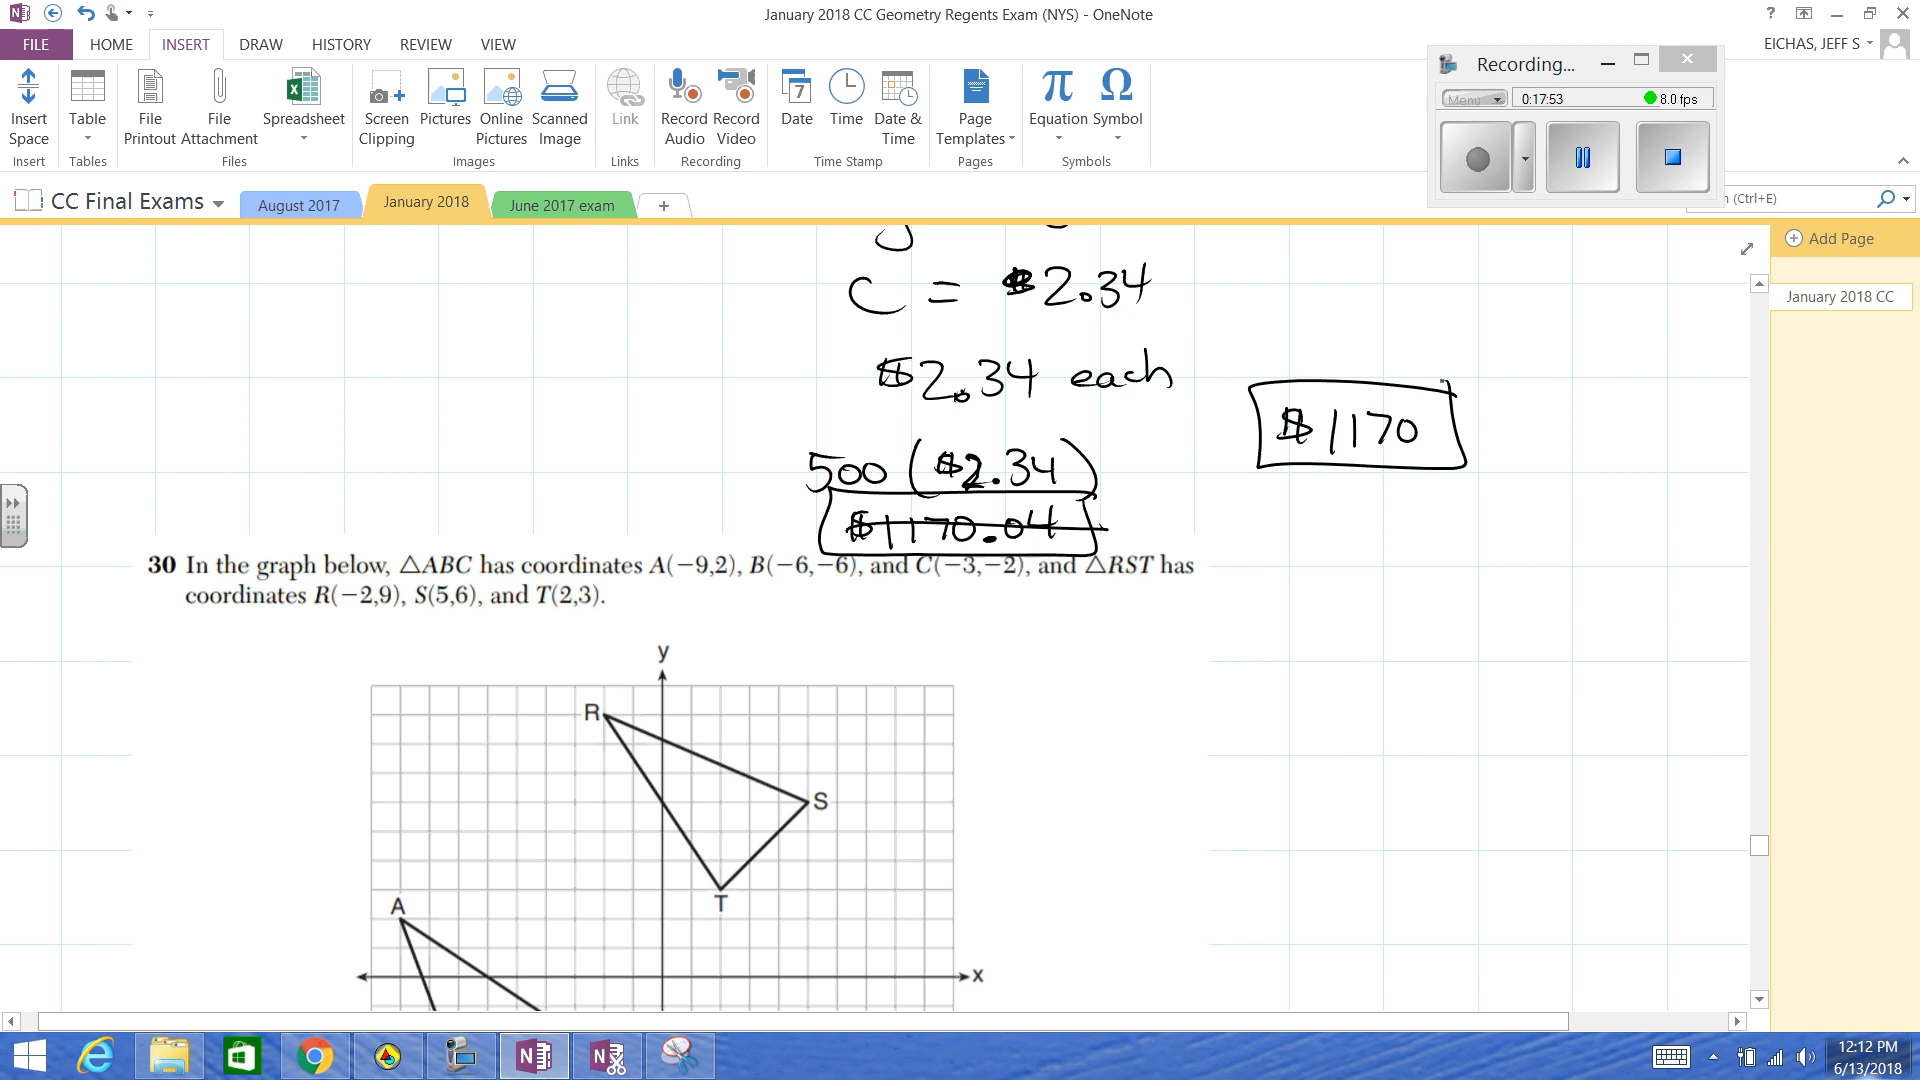 January 2018 CC Geometry Regents Exam (NYS) - OneNote
?
FILE HOME INSERT DRAW HISTORY REVIEW VIEW
EICHAS, JEFF S
Insert Space
Table
File Printout
File Attachment
Spreadsheet
Screen Clipping
Pictures
Online Pictures
Scanned Image
Link
Record Audio
Record Video
7
Date
Time
Date & Time
Page Templates
π
Equation
Ω
Symbol
Insert Tables Files Images Links Recording Time Stamp Pages Symbols
Recording...
Menu 0:17:53 8.0 fps
CC Final Exams August 2017 January 2018 June 2017 exam +
(Ctrl+E)
Add Page
January 2018 CC
C = $2.34
$2.34 each
$1170
500 ($2.34)
$1170.04
30 In the graph below, △ABC has coordinates A(−9,2), B(−6,−6), and C(−3,−2), and △RST has
coordinates R(−2,9), S(5,6), and T(2,3).
y
R
S
T
A
x
12:12 PM
6/13/2018